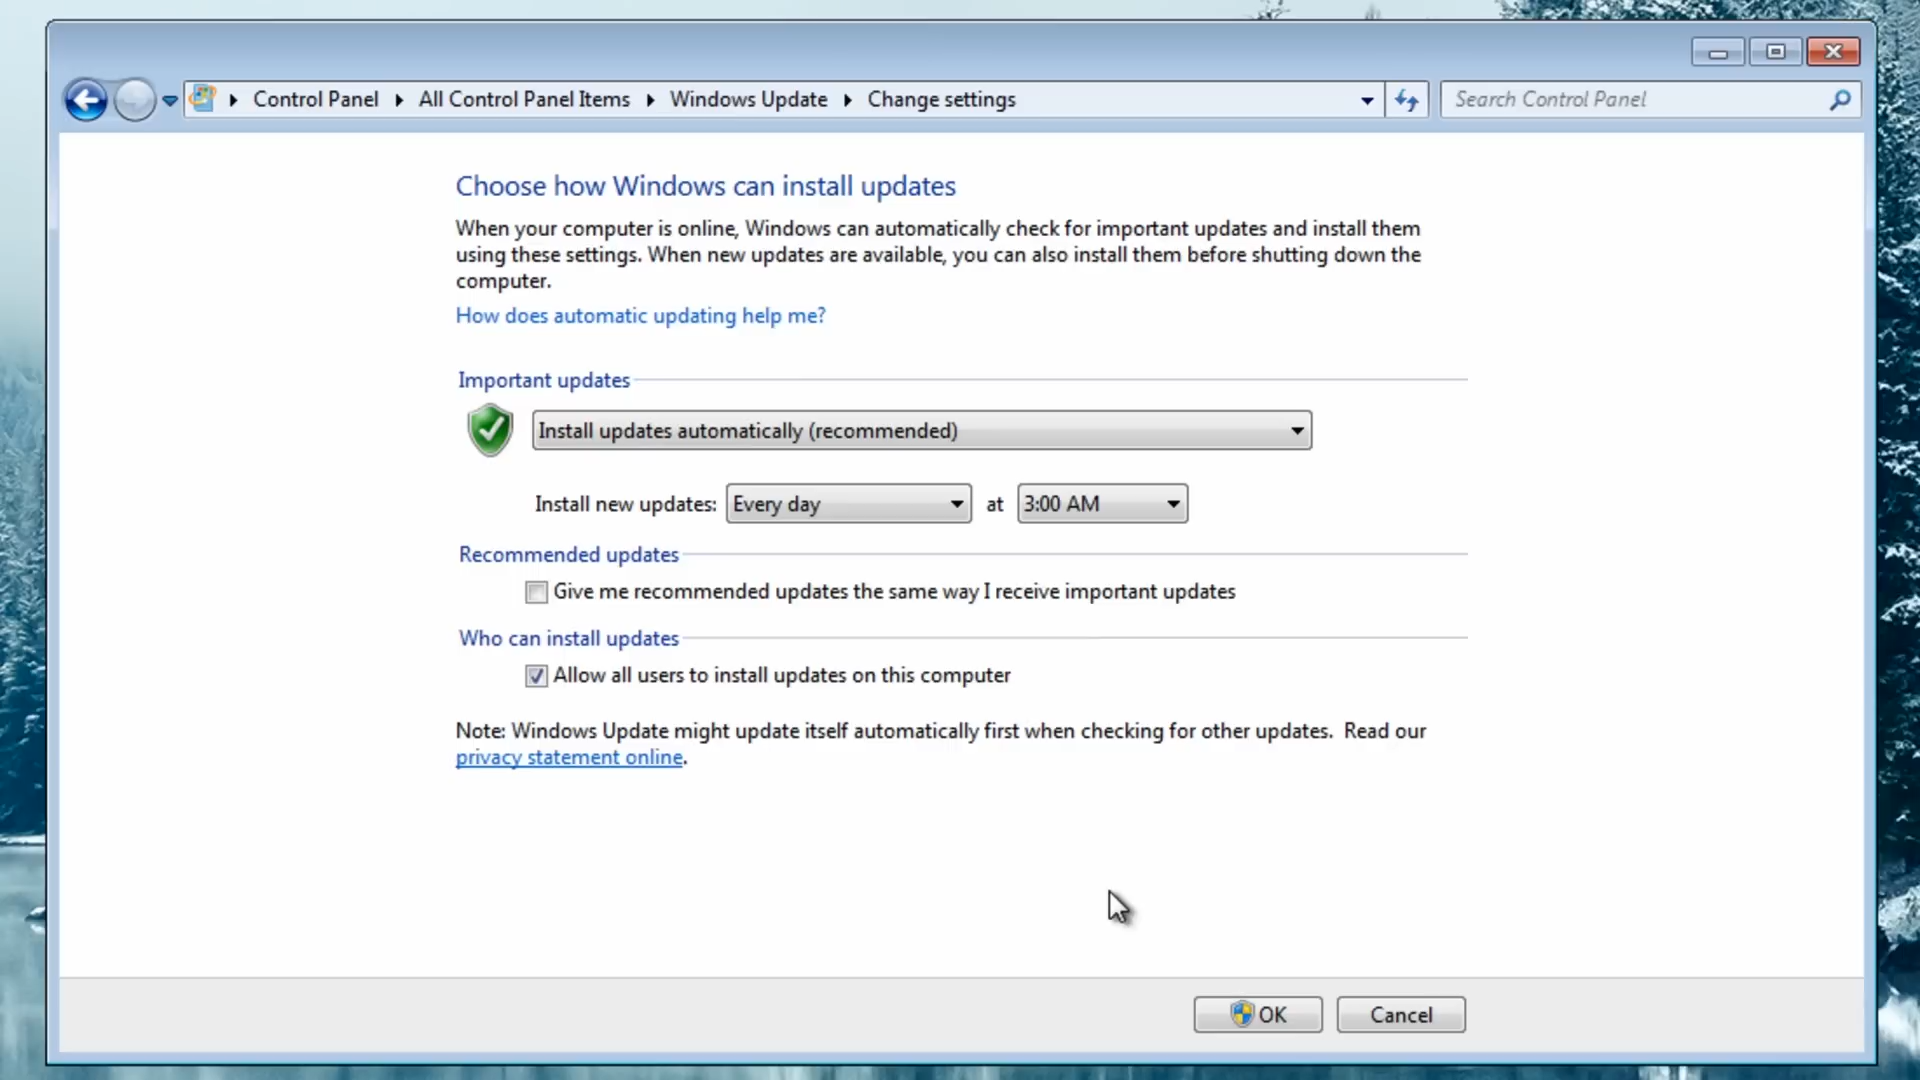 Control Panel All Control Panel Items Windows Update Change settings
Search Control Panel
Choose how Windows can install updates
When your computer is online, Windows can automatically check for important updates and install them
using these settings. When new updates are available, you can also install them before shutting down the
computer.
How does automatic updating help me?
Important updates
Install updates automatically (recommended)
Install new updates: Every day at 3:00 AM
Recommended updates
Give me recommended updates the same way I receive important updates
Who can install updates
Allow all users to install updates on this computer
Note: Windows Update might update itself automatically first when checking for other updates. Read our
privacy statement online.
OK Cancel